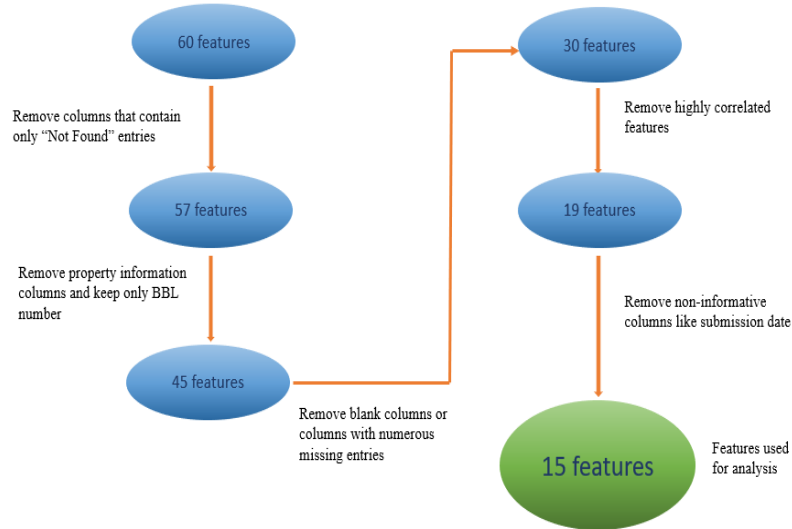 60 features
Remove columns that contain
only “Not Found” entries
57 features
Remove property information
columns and keep only BBL
number
45 features
Remove blank columns or
columns with numerous
missing entries
30 features
Remove highly correlated
features
19 features
Remove non-informative
columns like submission date
15 features
Features used
for analysis